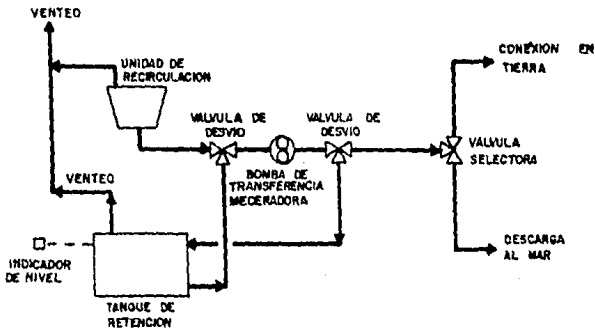 VENTEO
UNIDAD DE
RECIRCULACION
CONEXION EN
TIERRA
VALVULA DE
DESVIO
VALVULA DE
DESVIO
VALVULA
SELECTORA
BOMBA DE
TRANSFERENCIA
MECERADORA
VENTEO
INDICADOR
DE NIVEL
TANQUE DE
RETENCION
DESCARGA
AL MAR